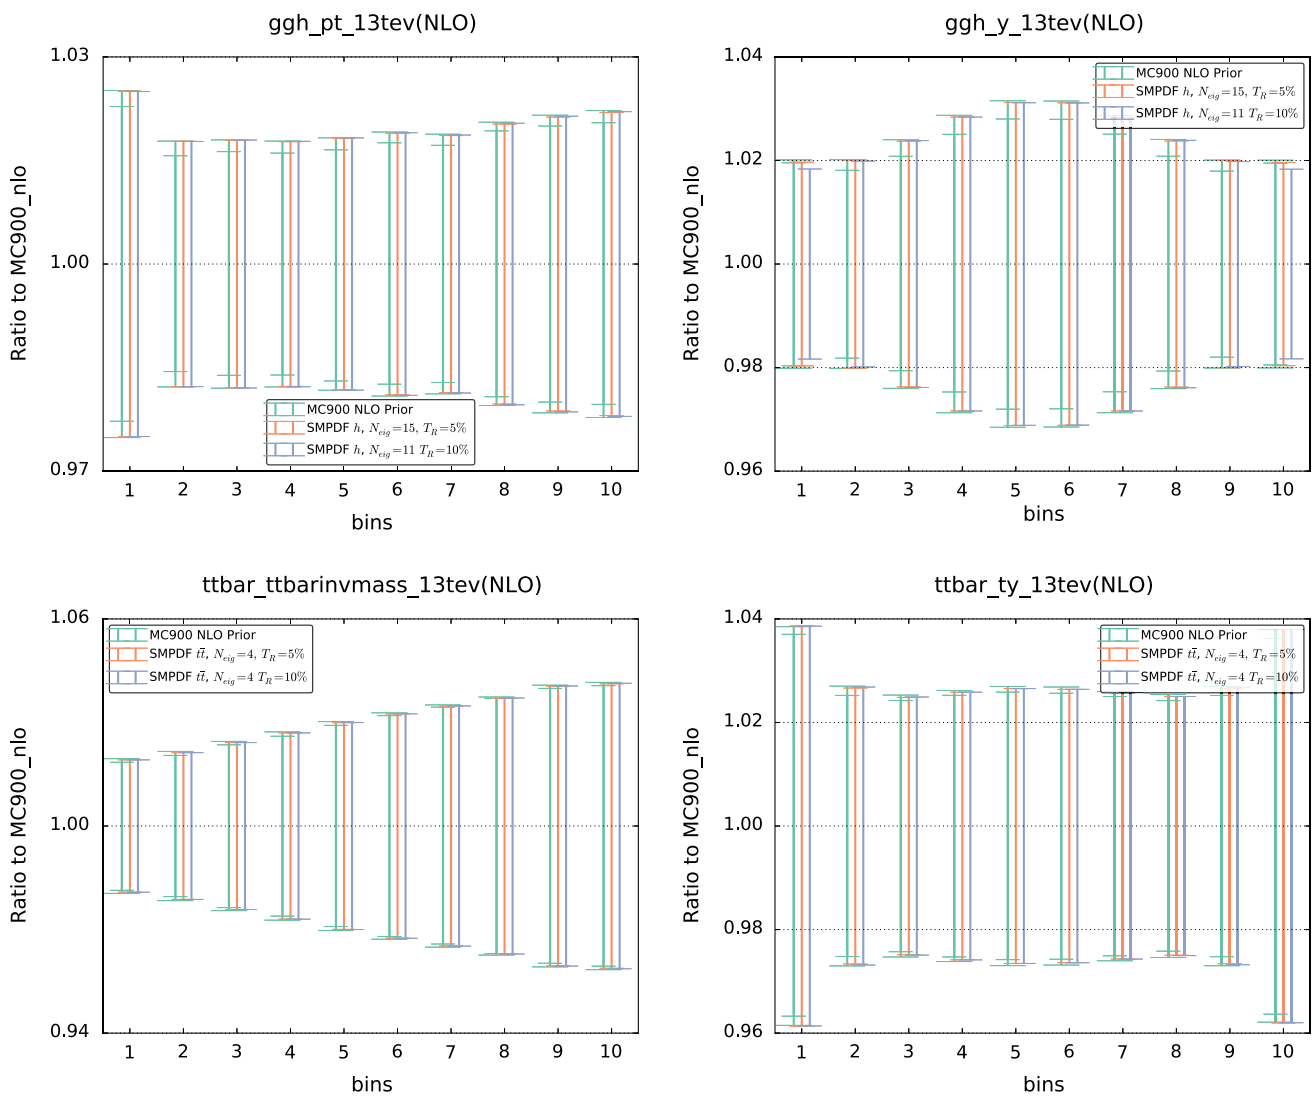 ggh_pt_13tev(NLO)
1.03
1.00
0.97
Ratio to MC900_nlo
MC900 NLO Prior
SMPDF h, N_eig=15, T_R=5%
SMPDF h, N_eig=11 T_R=10%
1 2 3 4 5 6 7 8 9 10
bins
ggh_y_13tev(NLO)
1.04
1.02
1.00
0.98
0.96
Ratio to MC900_nlo
MC900 NLO Prior
SMPDF h, N_eig=15, T_R=5%
SMPDF h, N_eig=11 T_R=10%
1 2 3 4 5 6 7 8 9 10
bins
ttbar_ttbarinvmass_13tev(NLO)
1.06
1.00
0.94
Ratio to MC900_nlo
MC900 NLO Prior
SMPDF tt̄, N_eig=4, T_R=5%
SMPDF tt̄, N_eig=4 T_R=10%
1 2 3 4 5 6 7 8 9 10
bins
ttbar_ty_13tev(NLO)
1.04
1.02
1.00
0.98
0.96
Ratio to MC900_nlo
MC900 NLO Prior
SMPDF tt̄, N_eig=4, T_R=5%
SMPDF tt̄, N_eig=4 T_R=10%
1 2 3 4 5 6 7 8 9 10
bins